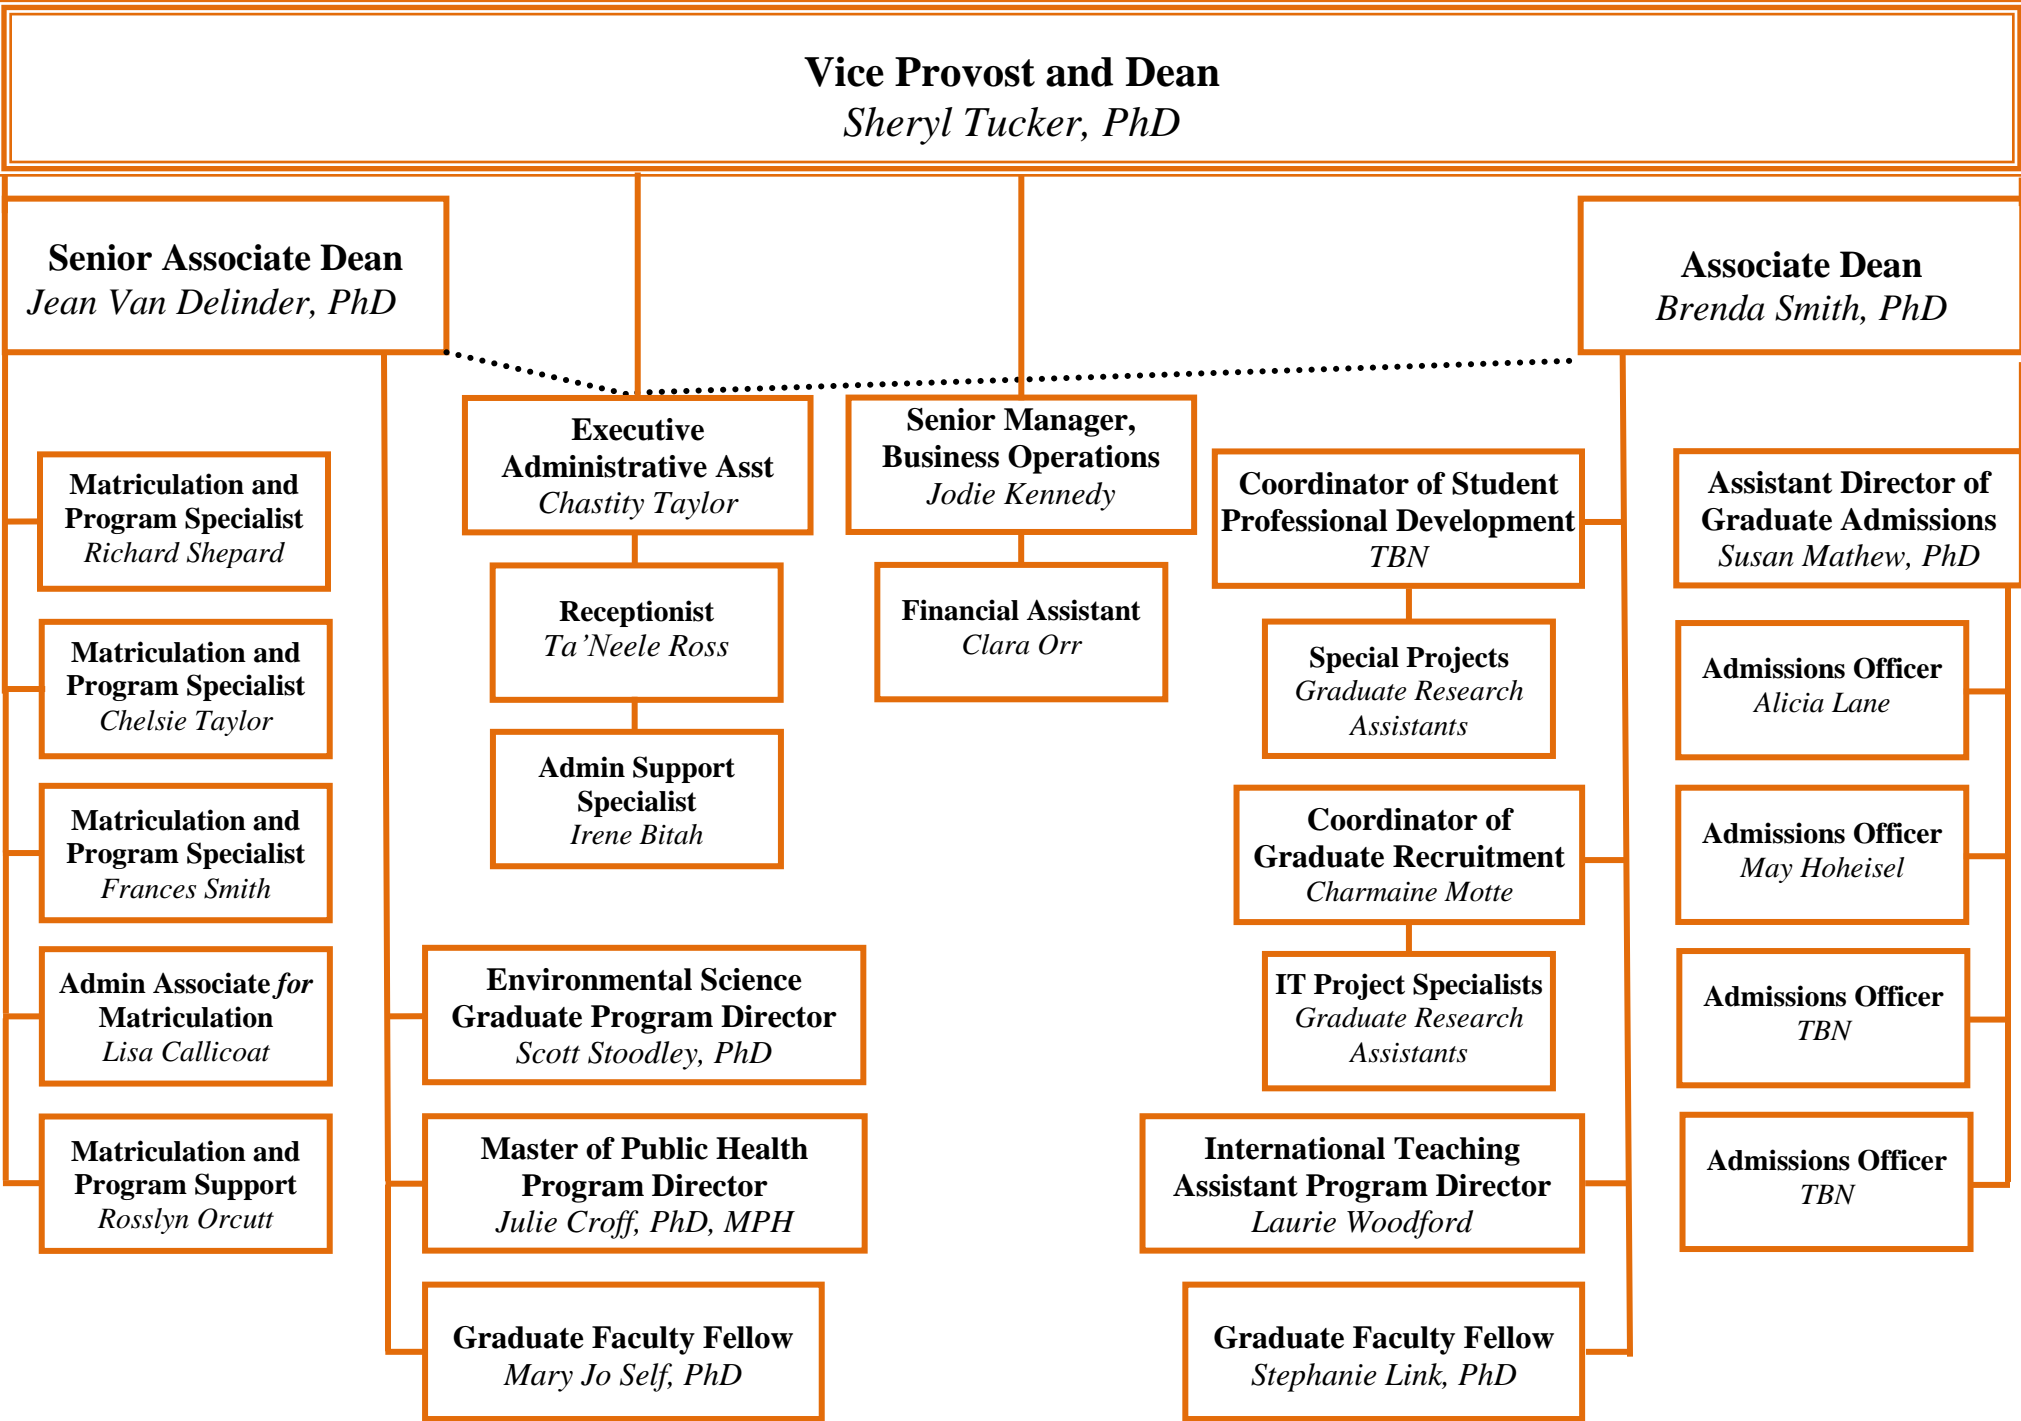 Vice Provost and Dean
Sheryl Tucker, PhD
Senior Associate Dean
Jean Van Delinder, PhD
Associate Dean
Brenda Smith, PhD
Matriculation and
Program Specialist
Richard Shepard
Matriculation and
Program Specialist
Chelsie Taylor
Matriculation and
Program Specialist
Frances Smith
Admin Associate for
Matriculation
Lisa Callicoat
Matriculation and
Program Support
Rosslyn Orcutt
Executive
Administrative Asst
Chastity Taylor
Receptionist
Ta’Neele Ross
Admin Support
Specialist
Irene Bitah
Environmental Science
Graduate Program Director
Scott Stoodley, PhD
Master of Public Health
Program Director
Julie Croff, PhD, MPH
Graduate Faculty Fellow
Mary Jo Self, PhD
Senior Manager,
Business Operations
Jodie Kennedy
Financial Assistant
Clara Orr
Coordinator of Student
Professional Development
TBN
Special Projects
Graduate Research
Assistants
Coordinator of
Graduate Recruitment
Charmaine Motte
IT Project Specialists
Graduate Research
Assistants
International Teaching
Assistant Program Director
Laurie Woodford
Graduate Faculty Fellow
Stephanie Link, PhD
Assistant Director of
Graduate Admissions
Susan Mathew, PhD
Admissions Officer
Alicia Lane
Admissions Officer
May Hoheisel
Admissions Officer
TBN
Admissions Officer
TBN